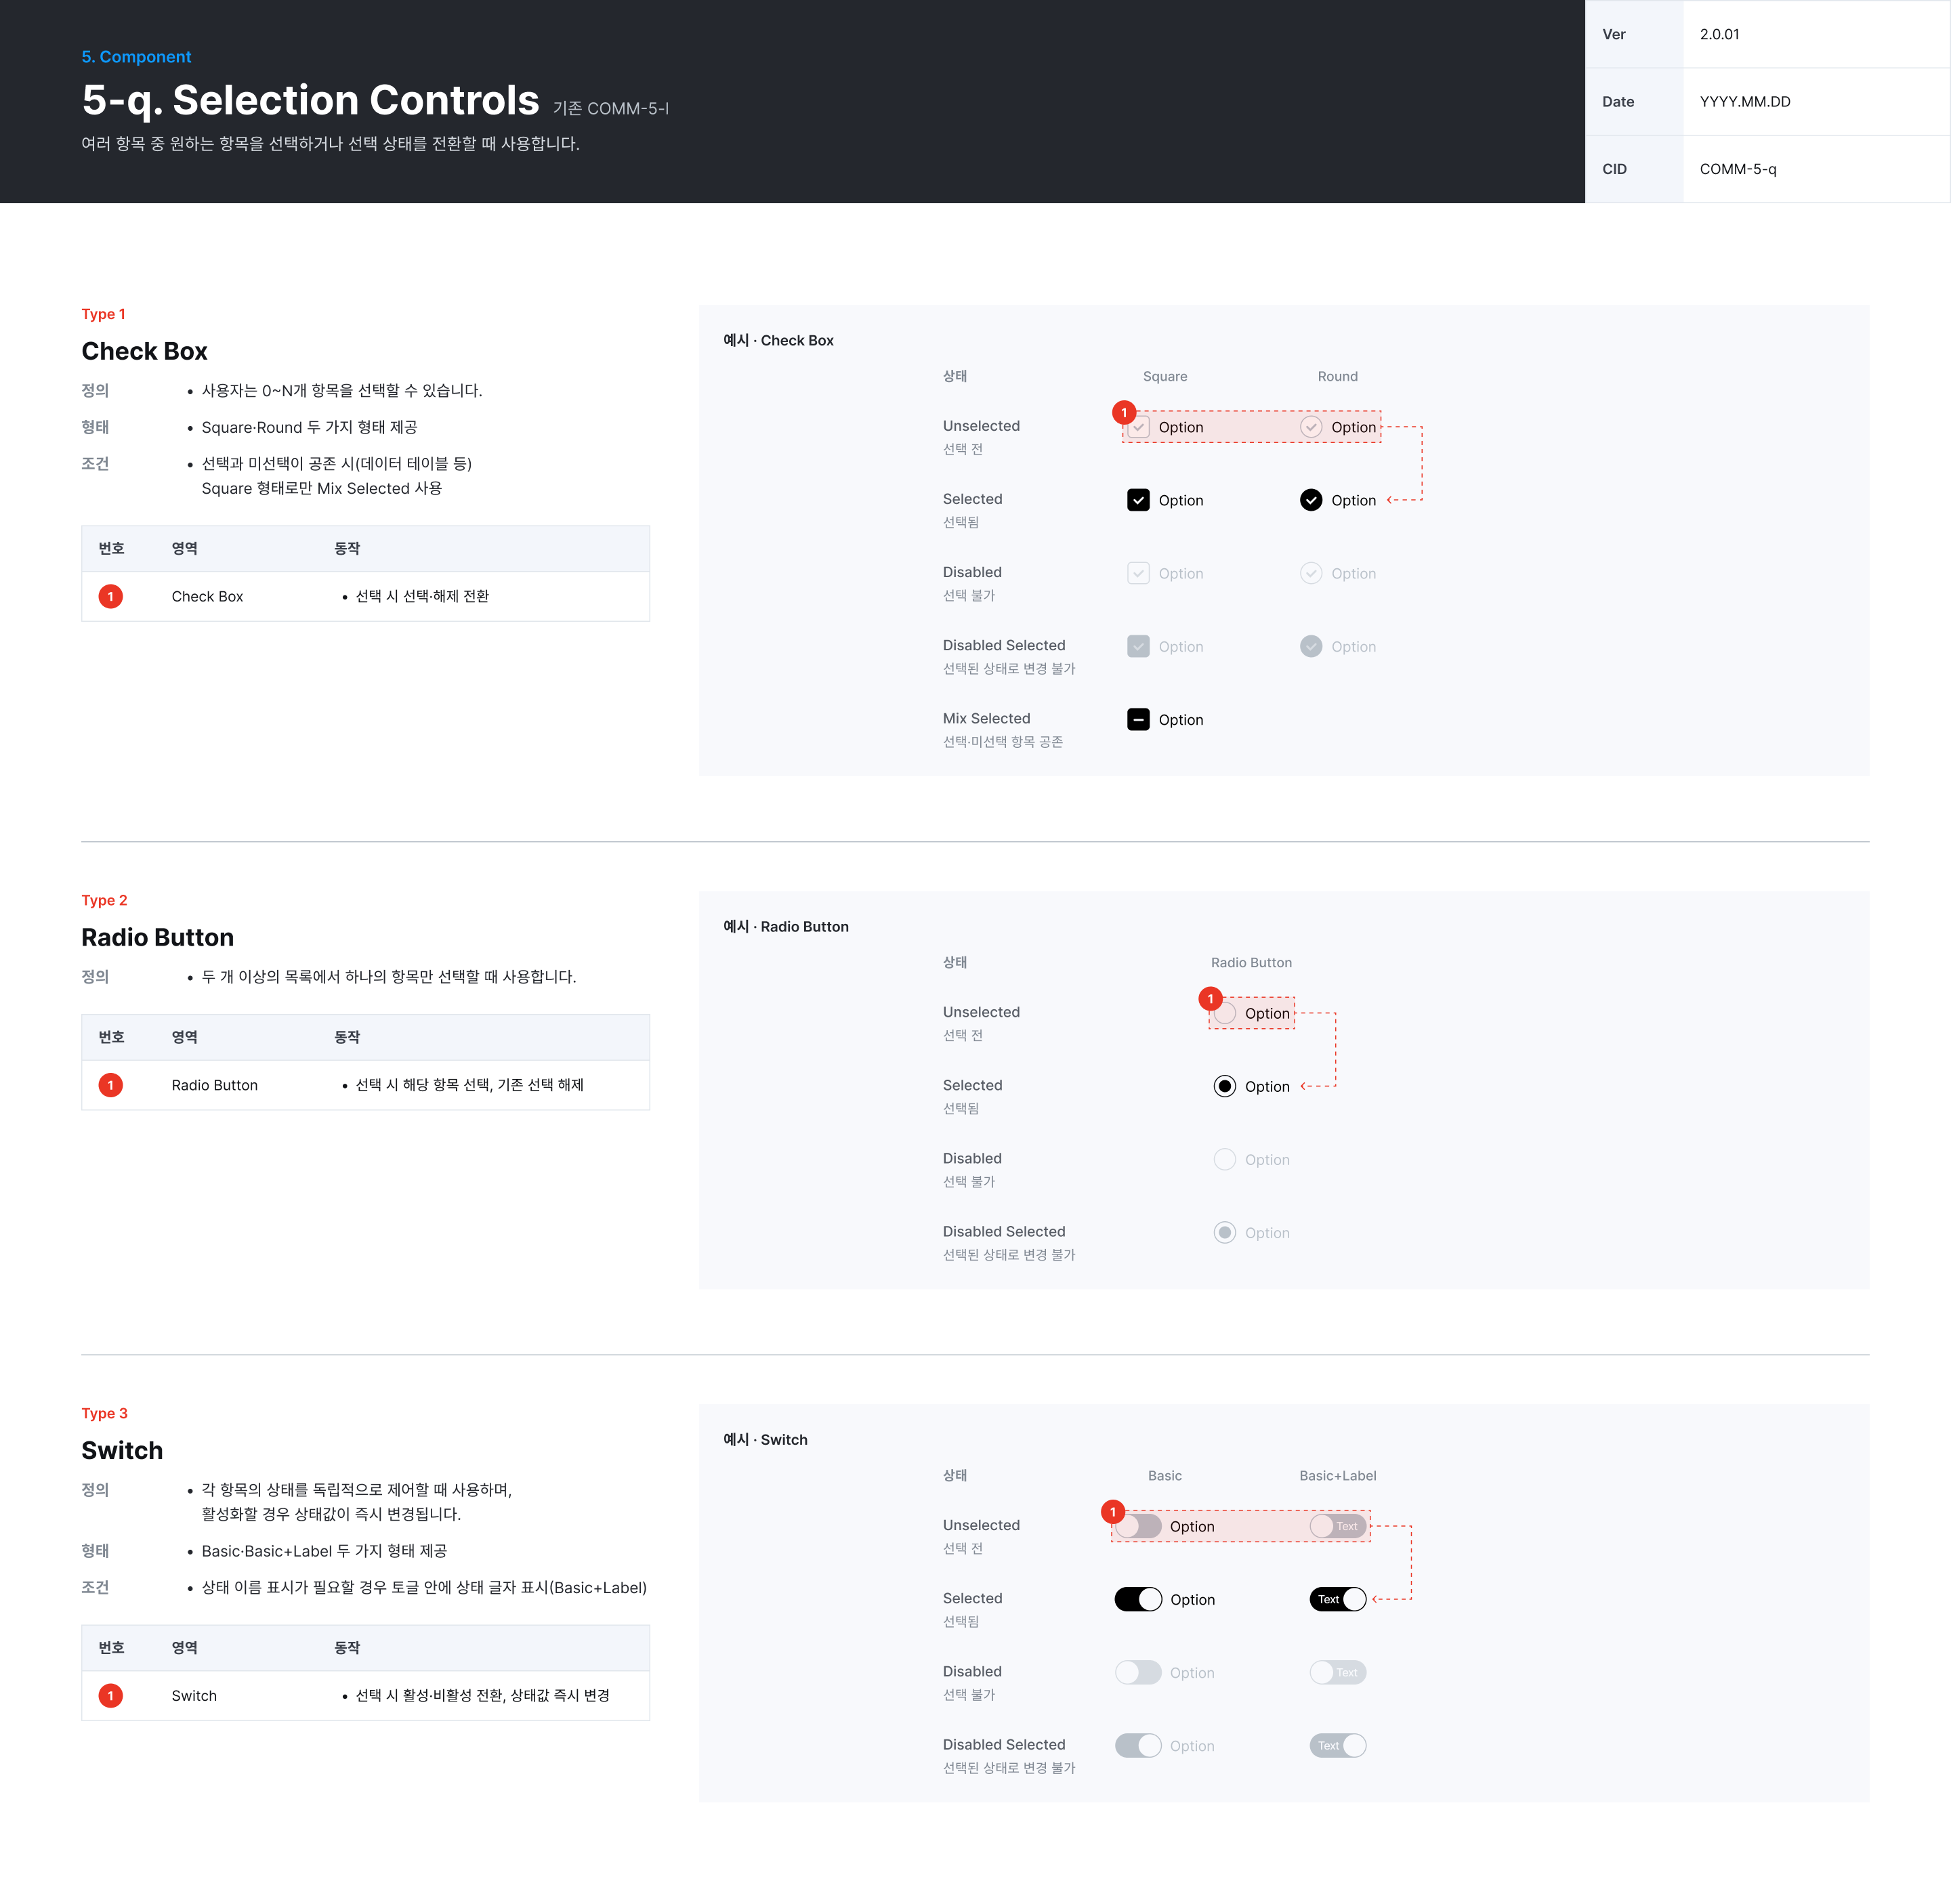 5. Component
5-q. Selection Controls 기존 COMM-5-l
여러 항목 중 원하는 항목을 선택하거나 선택 상태를 전환할 때 사용합니다.
Ver 2.0.01
Date YYYY.MM.DD
CID COMM-5-q
Type 1
Check Box
정의 • 사용자는 0~N개 항목을 선택할 수 있습니다.
형태 • Square·Round 두 가지 형태 제공
조건 • 선택과 미선택이 공존 시(데이터 테이블 등)
Square 형태로만 Mix Selected 사용
번호 영역 동작
1 Check Box • 선택 시 선택·해제 전환
예시 · Check Box
상태 Square Round
1
Unselected Option Option
선택 전
Selected Option Option
선택됨
Disabled Option Option
선택 불가
Disabled Selected Option Option
선택된 상태로 변경 불가
Mix Selected Option
선택·미선택 항목 공존
Type 2
Radio Button
정의 • 두 개 이상의 목록에서 하나의 항목만 선택할 때 사용합니다.
번호 영역 동작
1 Radio Button • 선택 시 해당 항목 선택, 기존 선택 해제
예시 · Radio Button
상태 Radio Button
1
Unselected Option
선택 전
Selected Option
선택됨
Disabled Option
선택 불가
Disabled Selected Option
선택된 상태로 변경 불가
Type 3
Switch
정의 • 각 항목의 상태를 독립적으로 제어할 때 사용하며,
활성화할 경우 상태값이 즉시 변경됩니다.
형태 • Basic·Basic+Label 두 가지 형태 제공
조건 • 상태 이름 표시가 필요할 경우 토글 안에 상태 글자 표시(Basic+Label)
번호 영역 동작
1 Switch • 선택 시 활성·비활성 전환, 상태값 즉시 변경
예시 · Switch
상태 Basic Basic+Label
1
Unselected Option Text
선택 전
Selected Option Text
선택됨
Disabled Option Text
선택 불가
Disabled Selected Option Text
선택된 상태로 변경 불가